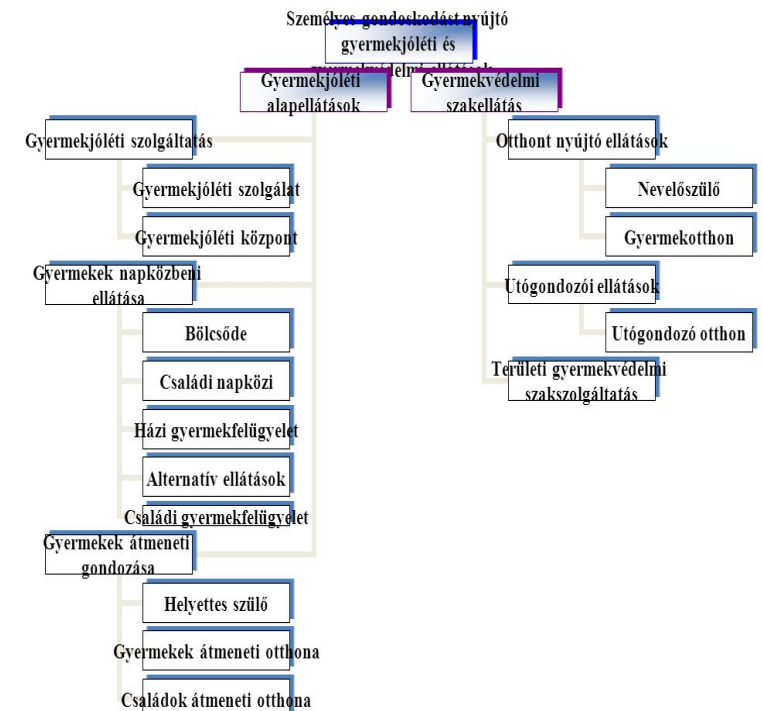 Személyes gondoskodást nyújtó
gyermekjóléti és
gyermekvédelmi ellátások
Gyermekjóléti
alapellátások
Gyermekvédelmi
szakellátás
Gyermekjóléti szolgáltatás
Gyermekjóléti szolgálat
Gyermekjóléti központ
Gyermekek napközbeni
ellátása
Bölcsőde
Családi napközi
Házi gyermekfelügyelet
Alternatív ellátások
Családi gyermekfelügyelet
Gyermekek átmeneti
gondozása
Helyettes szülő
Gyermekek átmeneti otthona
Családok átmeneti otthona
Otthont nyújtó ellátások
Nevelőszülő
Gyermekotthon
Utógondozói ellátások
Utógondozó otthon
Területi gyermekvédelmi
szakszolgáltatás